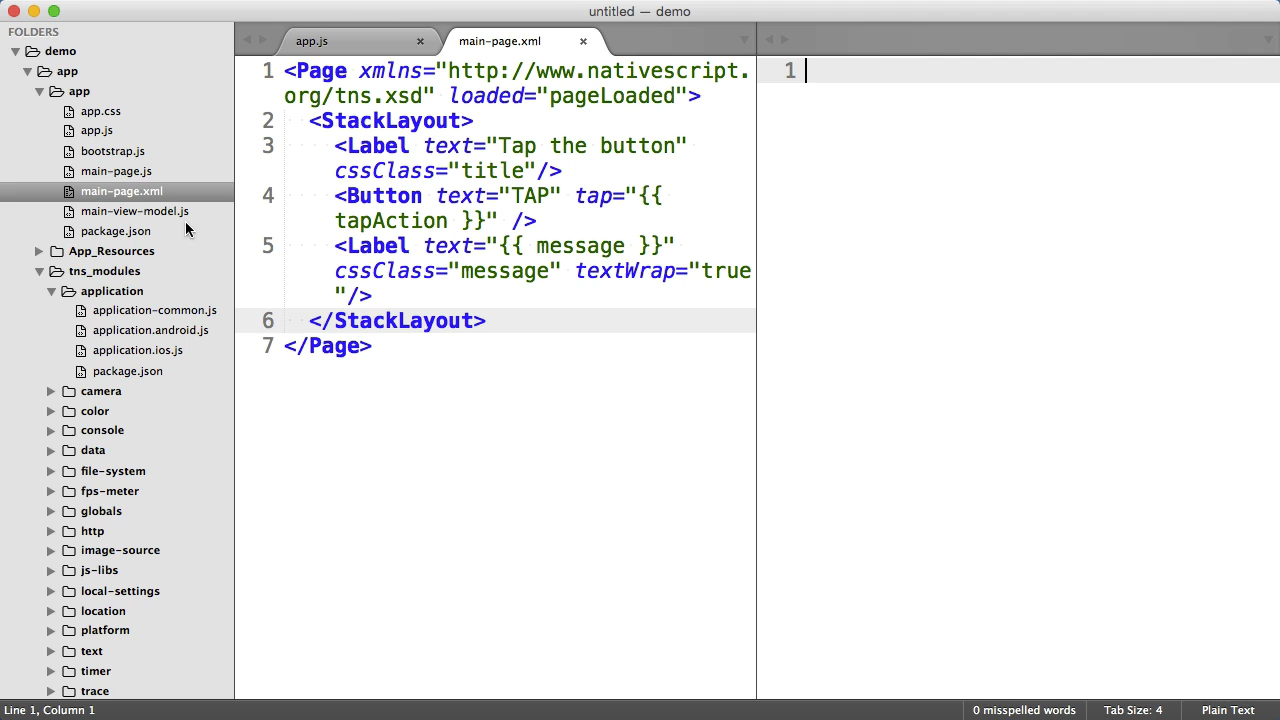 untitled — demo
FOLDERS
demo
app
app
app.css
app.js
bootstrap.js
main-page.js
main-page.xml
main-view-model.js
package.json
App_Resources
tns_modules
application
application-common.js
application.android.js
application.ios.js
package.json
camera
color
console
data
file-system
fps-meter
globals
http
image-source
js-libs
local-settings
location
platform
text
timer
trace
app.js ×
main-page.xml ×
1 <Page xmlns="http://www.nativescript.
org/tns.xsd" loaded="pageLoaded">
2 <StackLayout>
3 <Label text="Tap the button"
cssClass="title"/>
4 <Button text="TAP" tap="{{
tapAction }}" />
5 <Label text="{{ message }}"
cssClass="message" textWrap="true
"/>
6 </StackLayout>
7 </Page>
1
Line 1, Column 1
0 misspelled words
Tab Size: 4
Plain Text